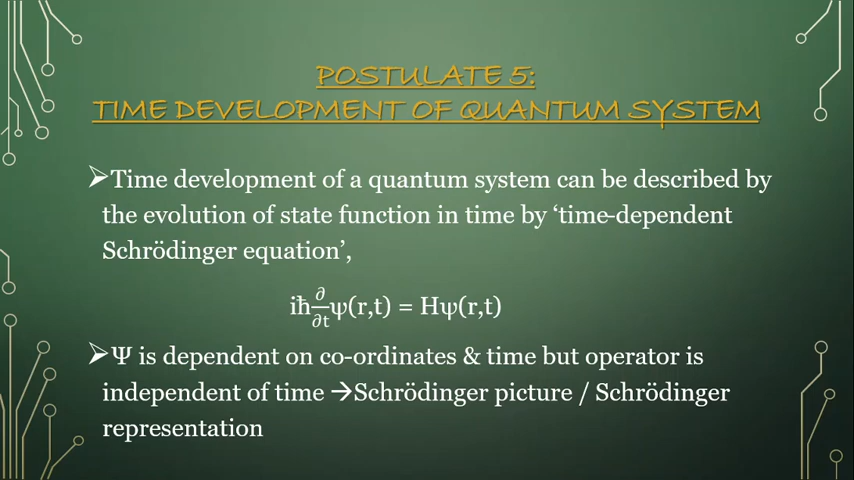 POSTULATE 5:
TIME DEVELOPMENT OF QUANTUM SYSTEM
➢Time development of a quantum system can be described by
the evolution of state function in time by ‘time-dependent
Schrödinger equation’,
iħ∂/∂t ψ(r,t) = Hψ(r,t)
➢Ψ is dependent on co-ordinates & time but operator is
independent of time →Schrödinger picture / Schrödinger
representation